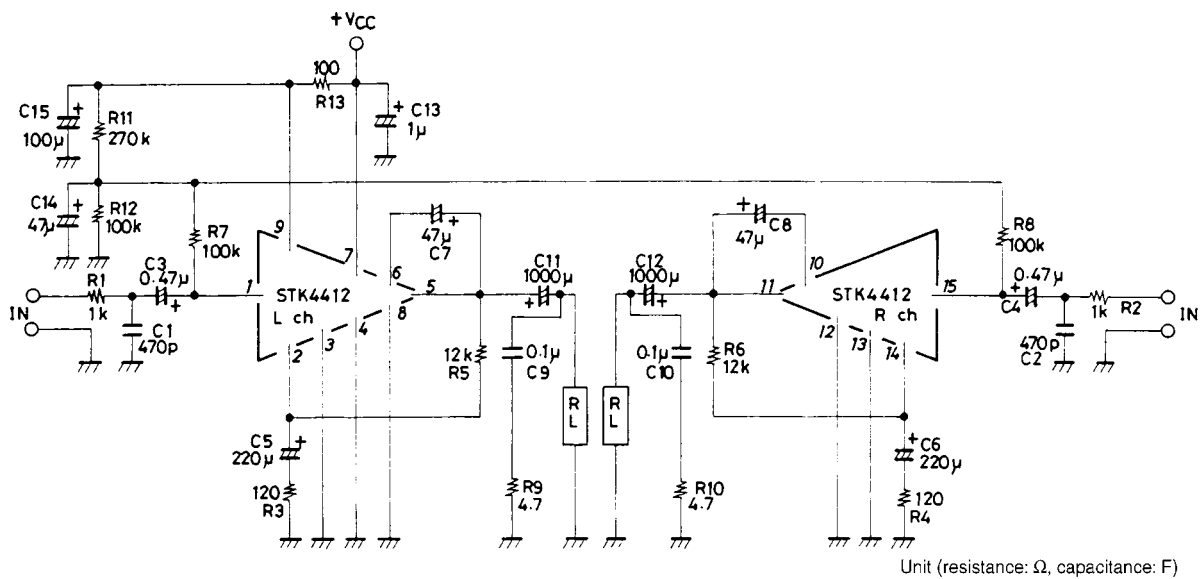 +VCC
100
R13
C15
100μ
R11
270k
C13
1μ
C14
47μ
R12
100k
R7
100k
9
7
47μ
C7
C8
47μ
10
R8
100k
R1
1k
C3
0.47μ
1
STK4412
L ch
6
5
8
4
3
2
C11
1000μ
C12
1000μ
11
STK4412
R ch
15
12
13
14
0.47μ
C4
1k
R2
IN
IN
C1
470p
470p
C2
12k
R5
0.1μ
C9
0.1μ
C10
R6
12k
R
L
R
L
C5
220μ
C6
220μ
120
R3
R9
4.7
R10
4.7
120
R4
Unit (resistance: Ω, capacitance: F)